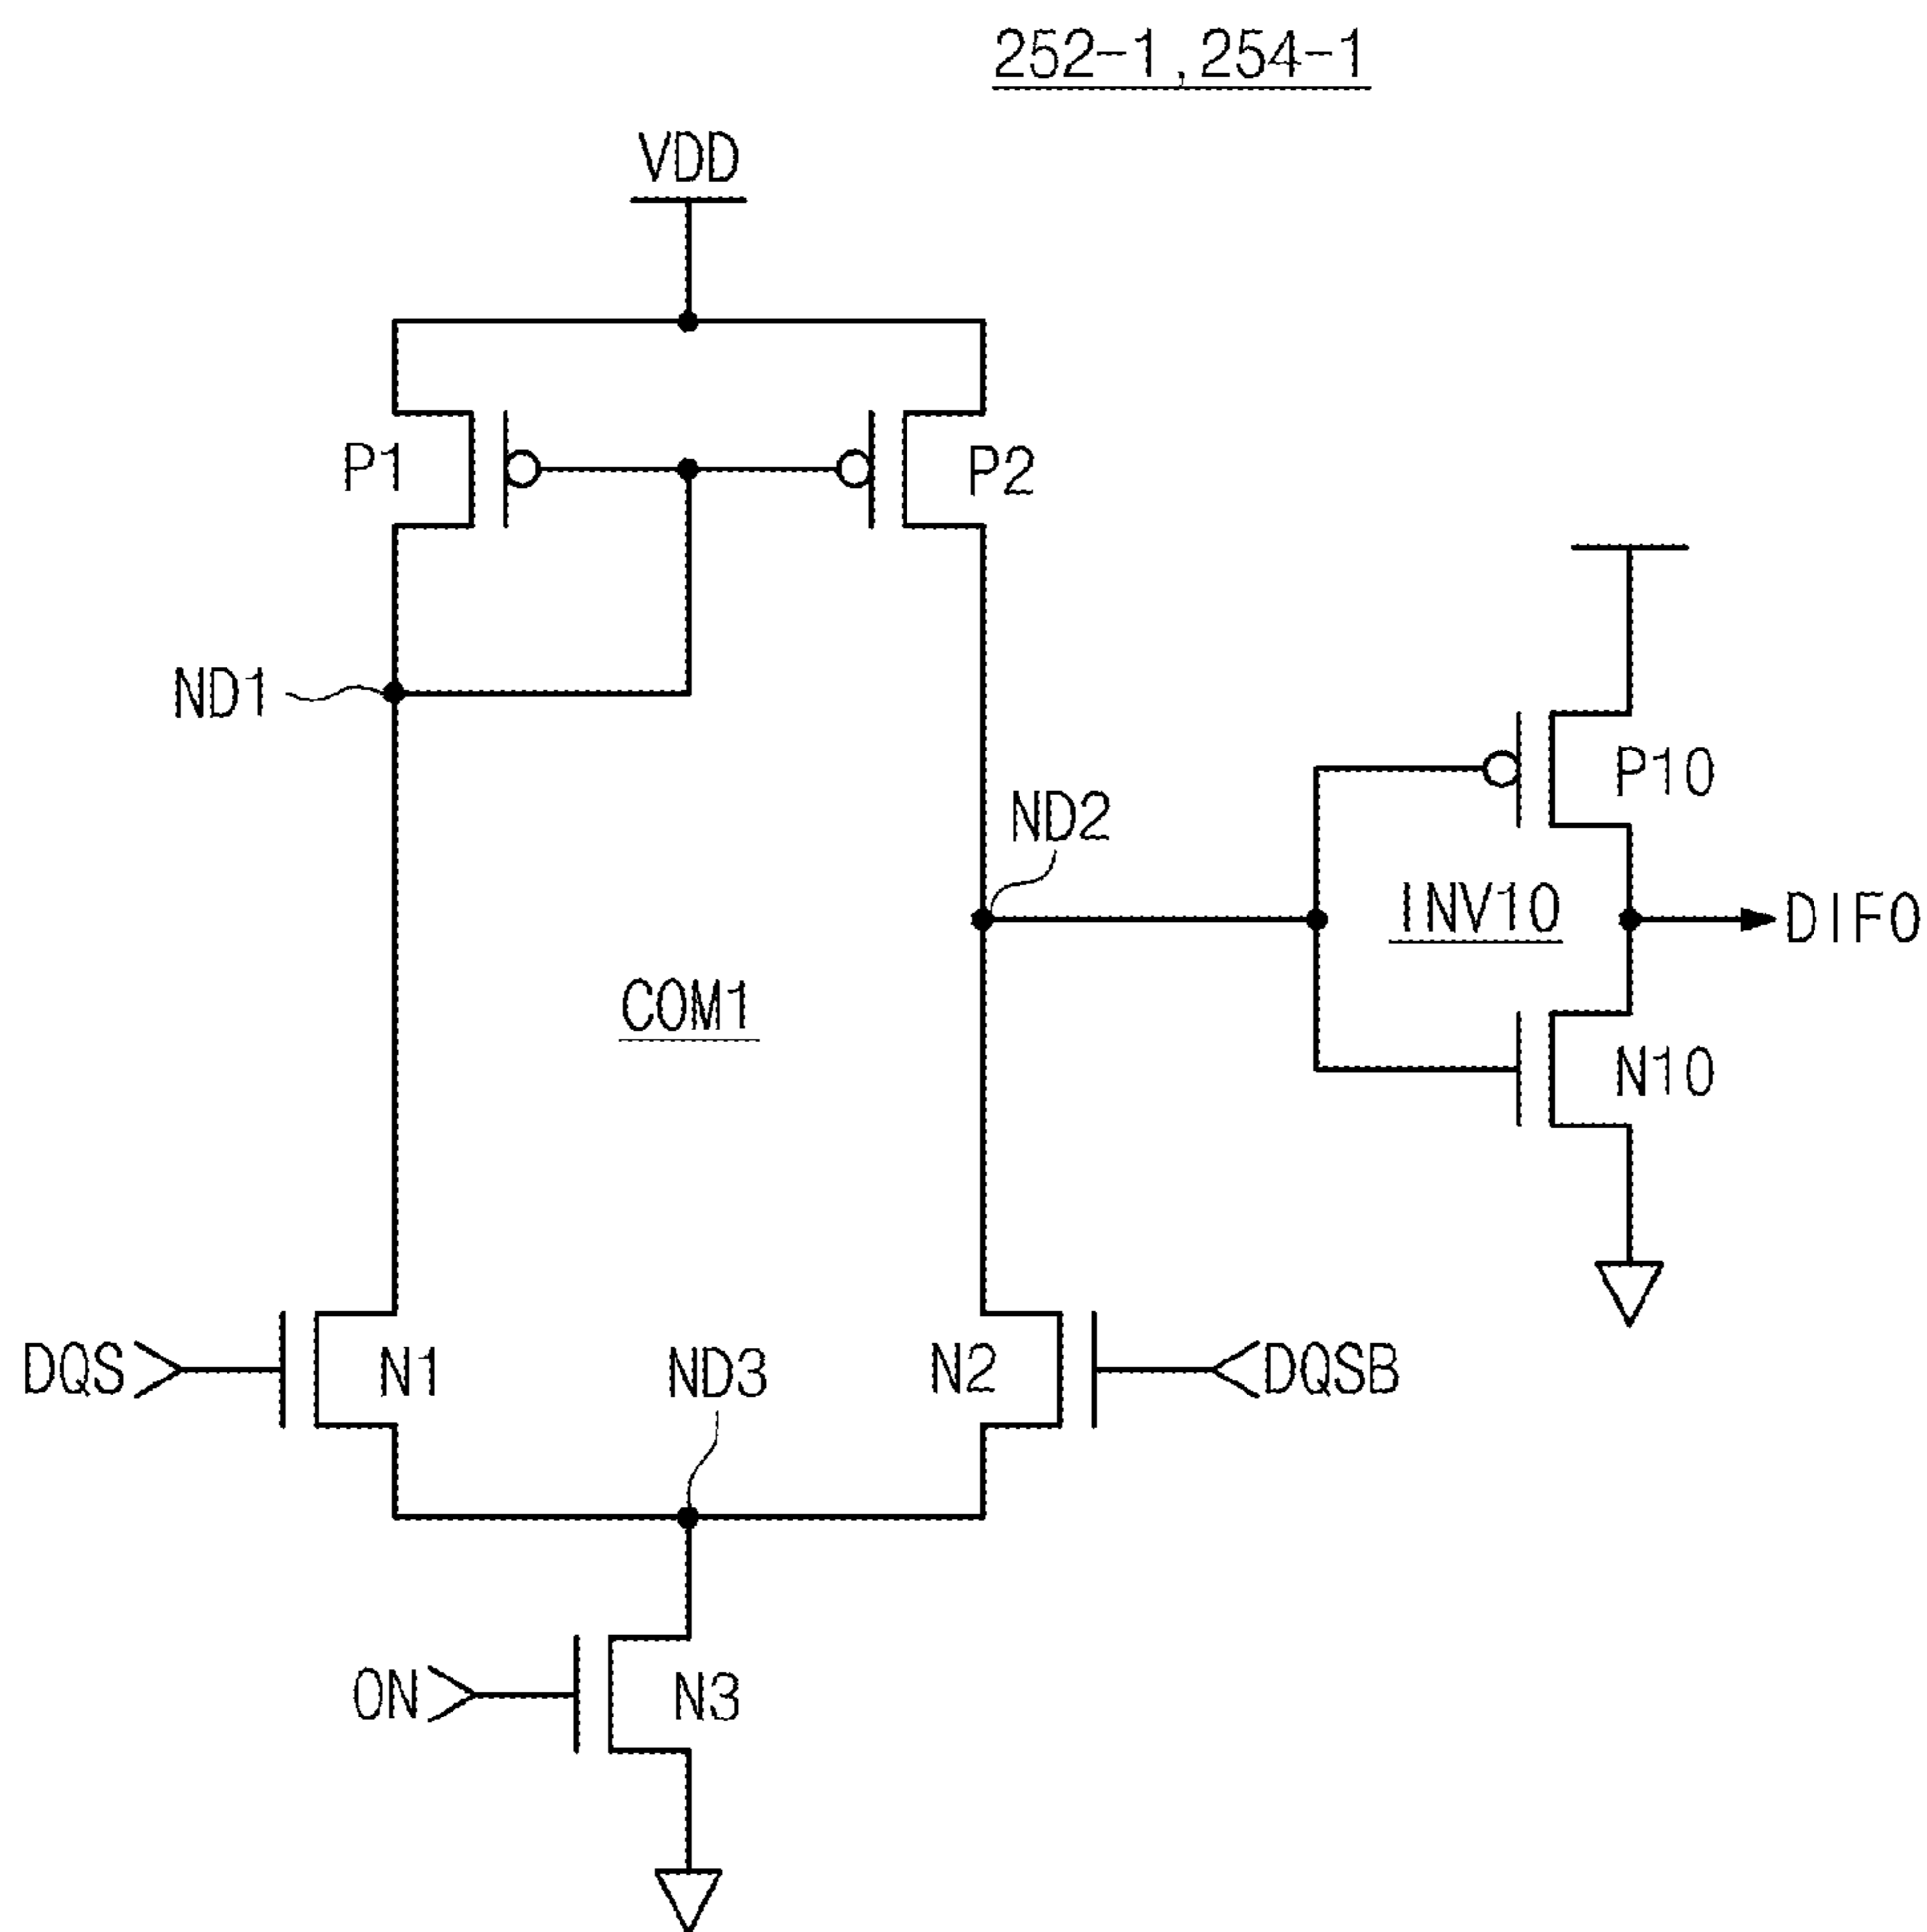 252-1, 254-1
VDD
P1
P2
ND1
P10
ND2
INV10
DIFO
COM1
N10
DQS
N1
ND3
N2
DQSB
ON
N3